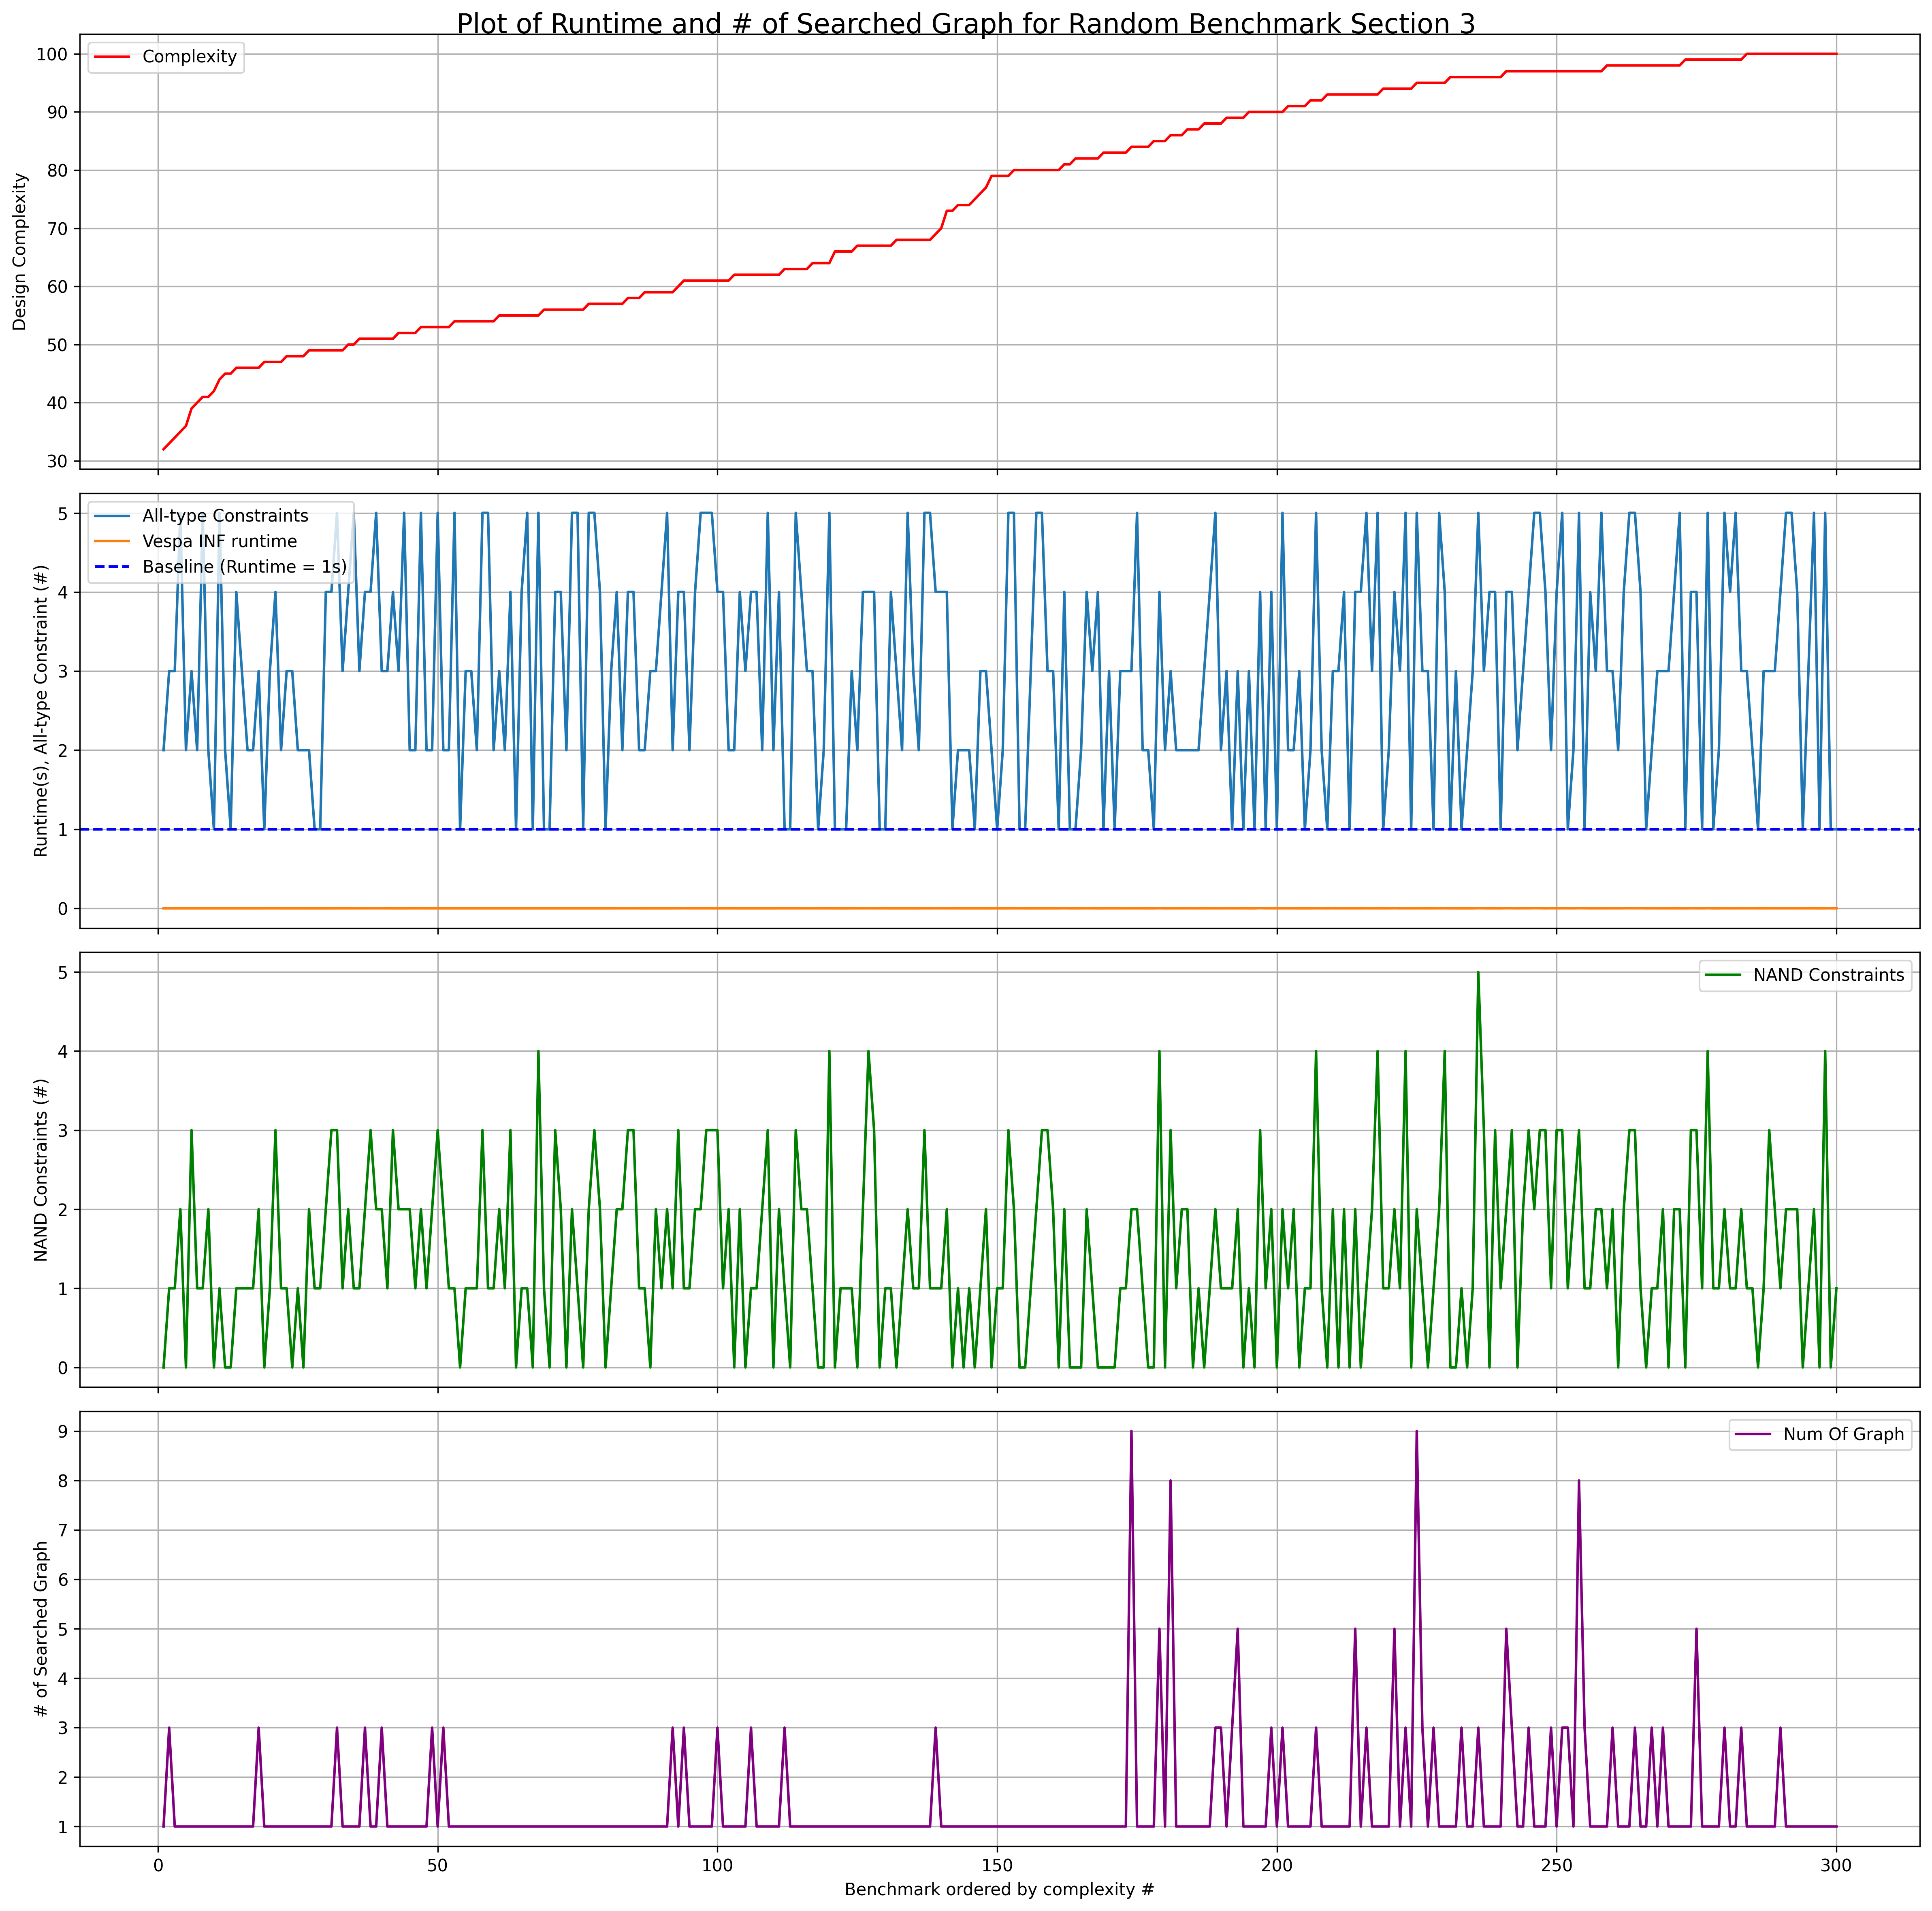 Plot of Runtime and # of Searched Graph for Random Benchmark Section 3
Complexity
Design Complexity
100
90
80
70
60
50
40
30
All-type Constraints
Vespa INF runtime
Baseline (Runtime = 1s)
Runtime(s), All-type Constraint (#)
5
4
3
2
1
0
NAND Constraints
NAND Constraints (#)
5
4
3
2
1
0
Num Of Graph
# of Searched Graph
9
8
7
6
5
4
3
2
1
0 50 100 150 200 250 300
Benchmark ordered by complexity #